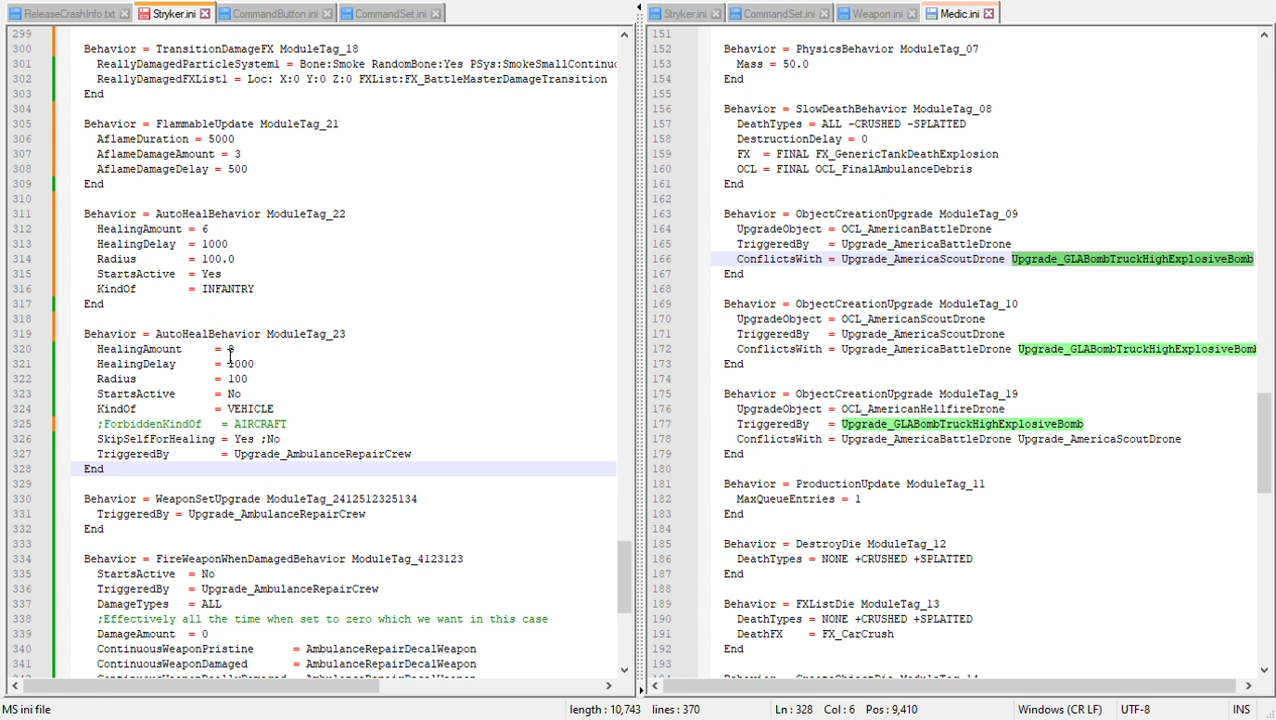 ReleaseCrashInfo.txt Stryker.ini CommandButton.ini CommandSet.ini
299
300 Behavior = TransitionDamageFX ModuleTag_18
301 ReallyDamagedParticleSystem1 = Bone:Smoke RandomBone:Yes PSys:SmokeSmallContinuo
302 ReallyDamagedFXList1 = Loc: X:0 Y:0 Z:0 FXList:FX_BattleMasterDamageTransition
303 End
304
305 Behavior = FlammableUpdate ModuleTag_21
306 AflameDuration = 5000
307 AflameDamageAmount = 3
308 AflameDamageDelay = 500
309 End
310
311 Behavior = AutoHealBehavior ModuleTag_22
312 HealingAmount = 6
313 HealingDelay = 1000
314 Radius = 100.0
315 StartsActive = Yes
316 KindOf = INFANTRY
317 End
318
319 Behavior = AutoHealBehavior ModuleTag_23
320 HealingAmount =
321 HealingDelay = 1000
322 Radius = 100
323 StartsActive = No
324 KindOf = VEHICLE
325 ;ForbiddenKindOf = AIRCRAFT
326 SkipSelfForHealing = Yes ;No
327 TriggeredBy = Upgrade_AmbulanceRepairCrew
328 End
329
330 Behavior = WeaponSetUpgrade ModuleTag_2412512325134
331 TriggeredBy = Upgrade_AmbulanceRepairCrew
332 End
333
334 Behavior = FireWeaponWhenDamagedBehavior ModuleTag_4123123
335 StartsActive = No
336 TriggeredBy = Upgrade_AmbulanceRepairCrew
337 DamageTypes = ALL
338 ;Effectively all the time when set to zero which we want in this case
339 DamageAmount = 0
340 ContinuousWeaponPristine = AmbulanceRepairDecalWeapon
341 ContinuousWeaponDamaged = AmbulanceRepairDecalWeapon
Stryker.ini CommandSet.ini Weapon.ini Medic.ini
151
152 Behavior = PhysicsBehavior ModuleTag_07
153 Mass = 50.0
154 End
155
156 Behavior = SlowDeathBehavior ModuleTag_08
157 DeathTypes = ALL -CRUSHED -SPLATTED
158 DestructionDelay = 0
159 FX = FINAL FX_GenericTankDeathExplosion
160 OCL = FINAL OCL_FinalAmbulanceDebris
161 End
162
163 Behavior = ObjectCreationUpgrade ModuleTag_09
164 UpgradeObject = OCL_AmericanBattleDrone
165 TriggeredBy = Upgrade_AmericaBattleDrone
166 ConflictsWith = Upgrade_AmericaScoutDrone Upgrade_GLABombTruckHighExplosiveBomb
167 End
168
169 Behavior = ObjectCreationUpgrade ModuleTag_10
170 UpgradeObject = OCL_AmericanScoutDrone
171 TriggeredBy = Upgrade_AmericaScoutDrone
172 ConflictsWith = Upgrade_AmericaBattleDrone Upgrade_GLABombTruckHighExplosiveBomb
173 End
174
175 Behavior = ObjectCreationUpgrade ModuleTag_19
176 UpgradeObject = OCL_AmericanHellfireDrone
177 TriggeredBy = Upgrade_GLABombTruckHighExplosiveBomb
178 ConflictsWith = Upgrade_AmericaBattleDrone Upgrade_AmericaScoutDrone
179 End
180
181 Behavior = ProductionUpdate ModuleTag_11
182 MaxQueueEntries = 1
183 End
184
185 Behavior = DestroyDie ModuleTag_12
186 DeathTypes = NONE +CRUSHED +SPLATTED
187 End
188
189 Behavior = FXListDie ModuleTag_13
190 DeathTypes = NONE +CRUSHED +SPLATTED
191 DeathFX = FX_CarCrush
192 End
193
MS ini file length : 10,743 lines : 370 Ln : 328 Col : 6 Pos : 9,410 Windows (CR LF) UTF-8 INS